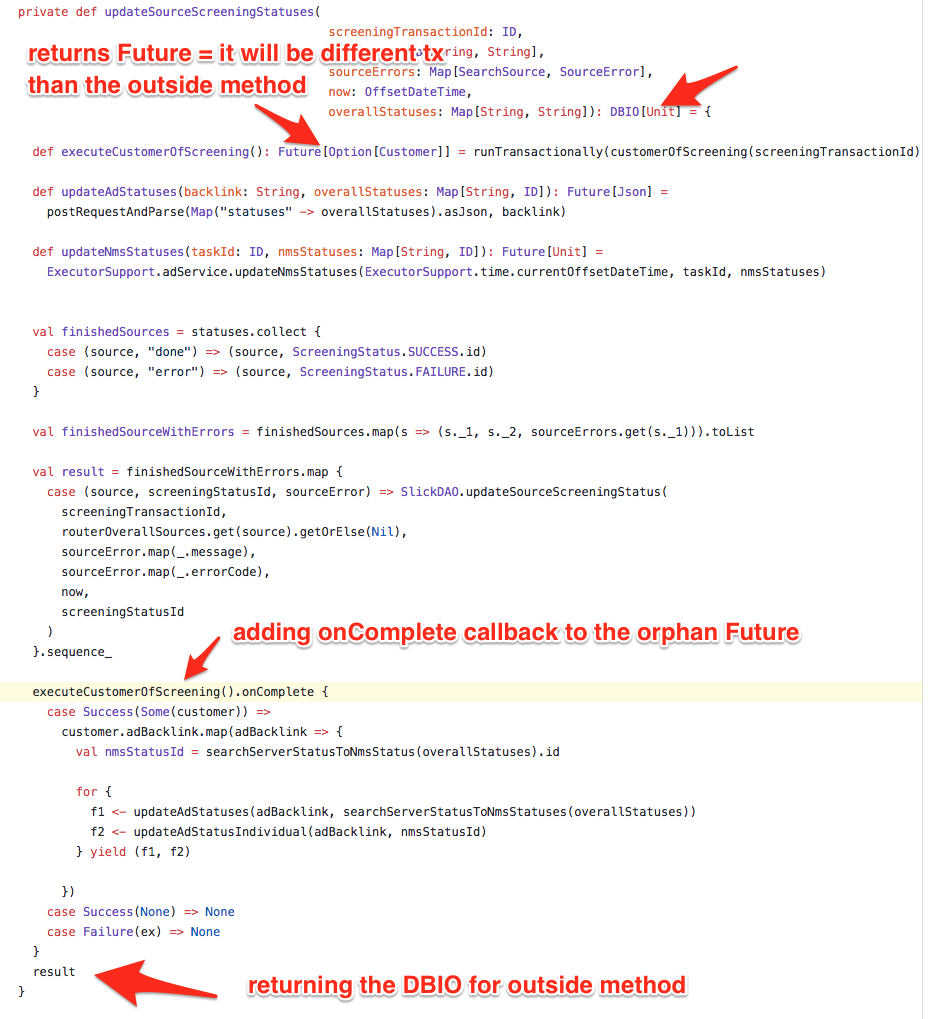 private def updateSourceScreeningStatuses(
screeningTransactionId: ID,
returns Future = it will be different tx
ring, String],
than the outside method
sourceErrors: Map[SearchSource, SourceError],
now: OffsetDateTime,
overallStatuses: Map[String, String]): DBIO[Unit] = {
def executeCustomerOfScreening(): Future[Option[Customer]] = runTransactionally(customerOfScreening(screeningTransactionId)
def updateAdStatuses(backlink: String, overallStatuses: Map[String, ID]): Future[Json] =
postRequestAndParse(Map("statuses" -> overallStatuses).asJson, backlink)
def updateNmsStatuses(taskId: ID, nmsStatuses: Map[String, ID]): Future[Unit] =
ExecutorSupport.adService.updateNmsStatuses(ExecutorSupport.time.currentOffsetDateTime, taskId, nmsStatuses)
val finishedSources = statuses.collect {
case (source, "done") => (source, ScreeningStatus.SUCCESS.id)
case (source, "error") => (source, ScreeningStatus.FAILURE.id)
}
val finishedSourceWithErrors = finishedSources.map(s => (s._1, s._2, sourceErrors.get(s._1))).toList
val result = finishedSourceWithErrors.map {
case (source, screeningStatusId, sourceError) => SlickDAO.updateSourceScreeningStatus(
screeningTransactionId,
routerOverallSources.get(source).getOrElse(Nil),
sourceError.map(_.message),
sourceError.map(_.errorCode),
now,
screeningStatusId
)
adding onComplete callback to the orphan Future
}.sequence_
executeCustomerOfScreening().onComplete {
case Success(Some(customer)) =>
customer.adBacklink.map(adBacklink => {
val nmsStatusId = searchServerStatusToNmsStatus(overallStatuses).id
for {
f1 <- updateAdStatuses(adBacklink, searchServerStatusToNmsStatuses(overallStatuses))
f2 <- updateAdStatusIndividual(adBacklink, nmsStatusId)
} yield (f1, f2)
})
case Success(None) => None
case Failure(ex) => None
}
result
returning the DBIO for outside method
}